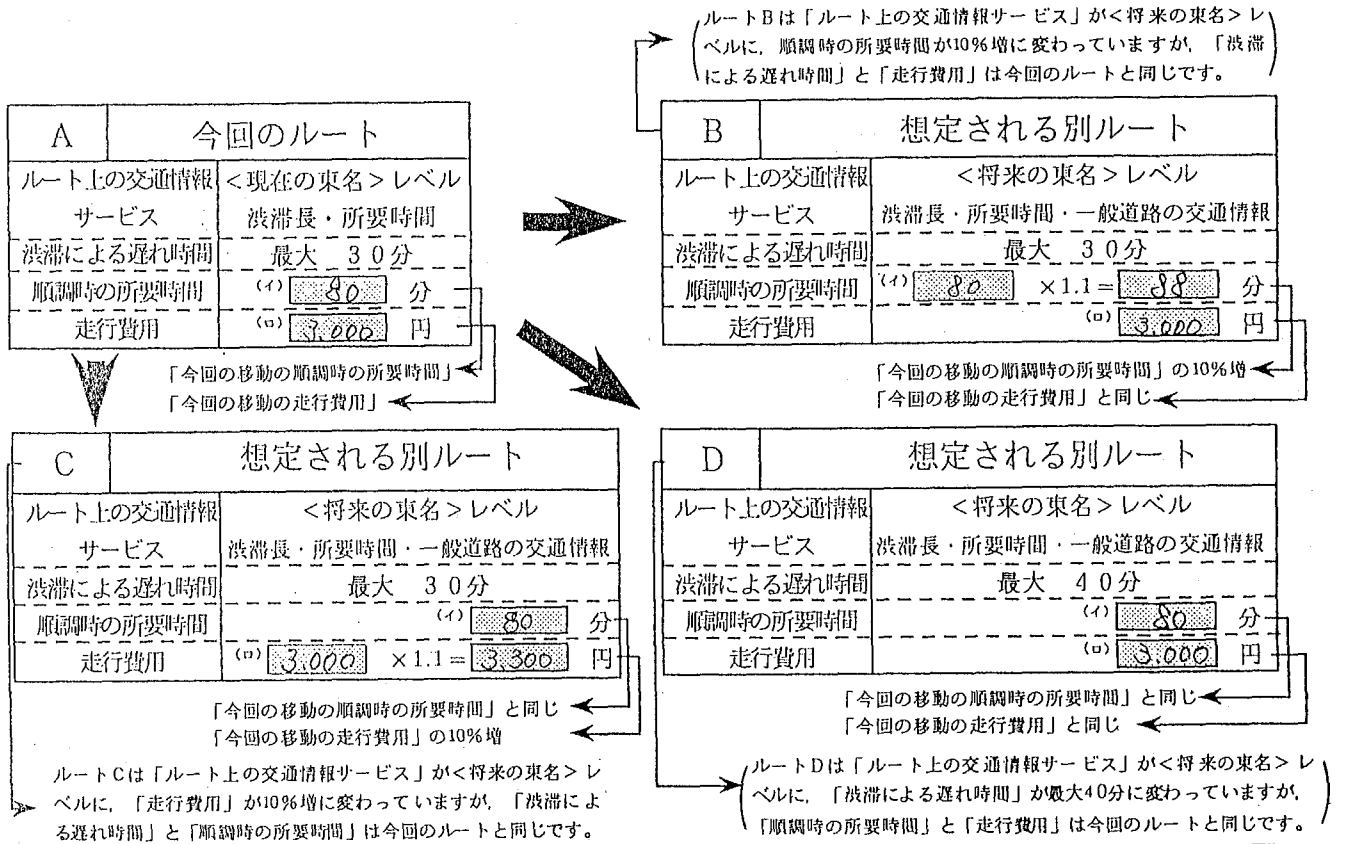 ルートBは「ルート上の交通情報サービス」が<将来の東名>レ
ベルに，順調時の所要時間が10％増に変わっていますが，「渋滞
による遅れ時間」と「走行費用」は今回のルートと同じです。
A 今回のルート
ルート上の交通情報 <現在の東名>レベル
サービス 渋滞長・所要時間
渋滞による遅れ時間 最大 30分
順調時の所要時間 (イ) 80 分
走行費用 (ロ) 3,000 円
「今回の移動の順調時の所要時間」
「今回の移動の走行費用」
B 想定される別ルート
ルート上の交通情報 <将来の東名>レベル
サービス 渋滞長・所要時間・一般道路の交通情報
渋滞による遅れ時間 最大 30分
順調時の所要時間 (イ) 80 ×1.1＝ 88 分
走行費用 (ロ) 3,000 円
「今回の移動の順調時の所要時間」の10％増
「今回の移動の走行費用」と同じ
C 想定される別ルート
ルート上の交通情報 <将来の東名>レベル
サービス 渋滞長・所要時間・一般道路の交通情報
渋滞による遅れ時間 最大 30分
順調時の所要時間 (イ) 80 分
走行費用 (ロ) 3,000 ×1.1＝ 3,300 円
「今回の移動の順調時の所要時間」と同じ
「今回の移動の走行費用」の10％増
ルートCは「ルート上の交通情報サービス」が<将来の東名>レ
ベルに，「走行費用」が10％増に変わっていますが，「渋滞によ
る遅れ時間」と「順調時の所要時間」は今回のルートと同じです。
D 想定される別ルート
ルート上の交通情報 <将来の東名>レベル
サービス 渋滞長・所要時間・一般道路の交通情報
渋滞による遅れ時間 最大 40分
順調時の所要時間 (イ) 80 分
走行費用 (ロ) 3,000 円
「今回の移動の順調時の所要時間」と同じ
「今回の移動の走行費用」と同じ
ルートDは「ルート上の交通情報サービス」が<将来の東名>レ
ベルに，「渋滞による遅れ時間」が最大40分に変わっていますが，
「順調時の所要時間」と「走行費用」は今回のルートと同じです。